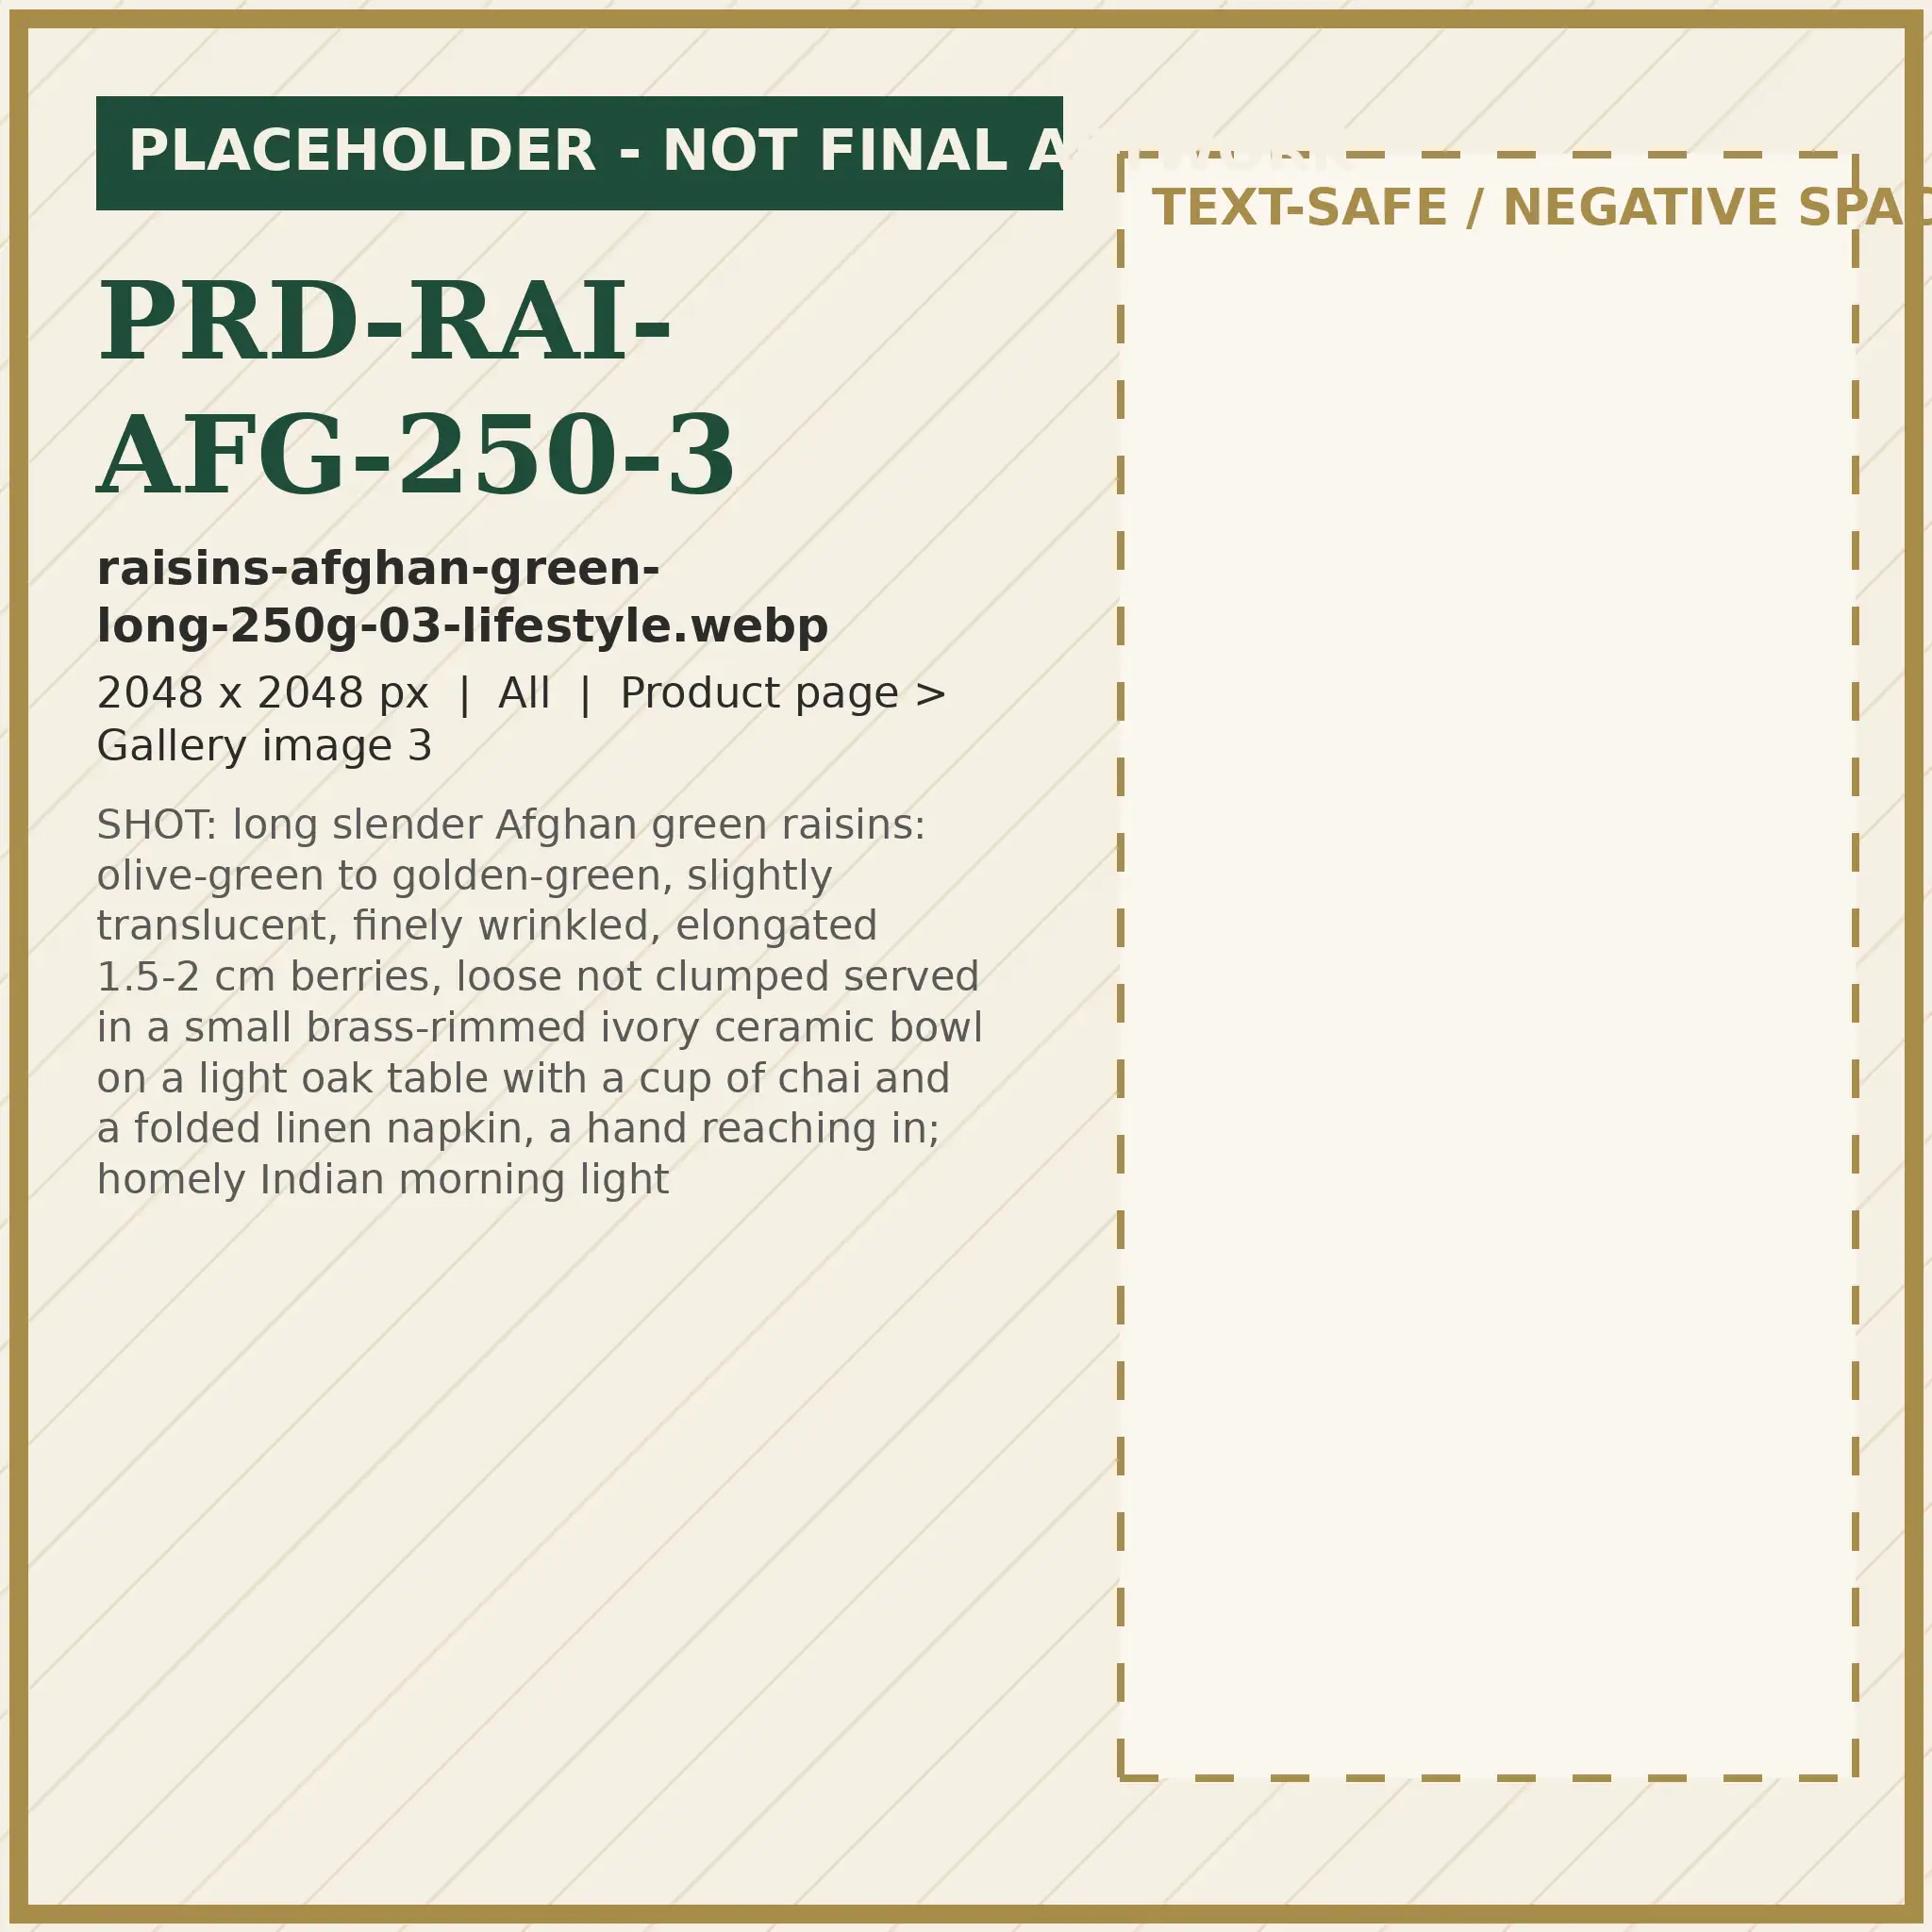 PLACEHOLDER - NOT FINAL ARTWORK
TEXT-SAFE / NEGATIVE SPAC
PRD-RAI-
AFG-250-3
raisins-afghan-green-
long-250g-03-lifestyle.webp
2048 x 2048 px | All | Product page >
Gallery image 3
SHOT: long slender Afghan green raisins:
olive-green to golden-green, slightly
translucent, finely wrinkled, elongated
1.5-2 cm berries, loose not clumped served
in a small brass-rimmed ivory ceramic bowl
on a light oak table with a cup of chai and
a folded linen napkin, a hand reaching in;
homely Indian morning light